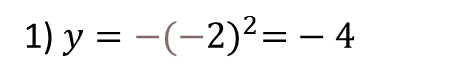 1) y = −(−2)²= − 4